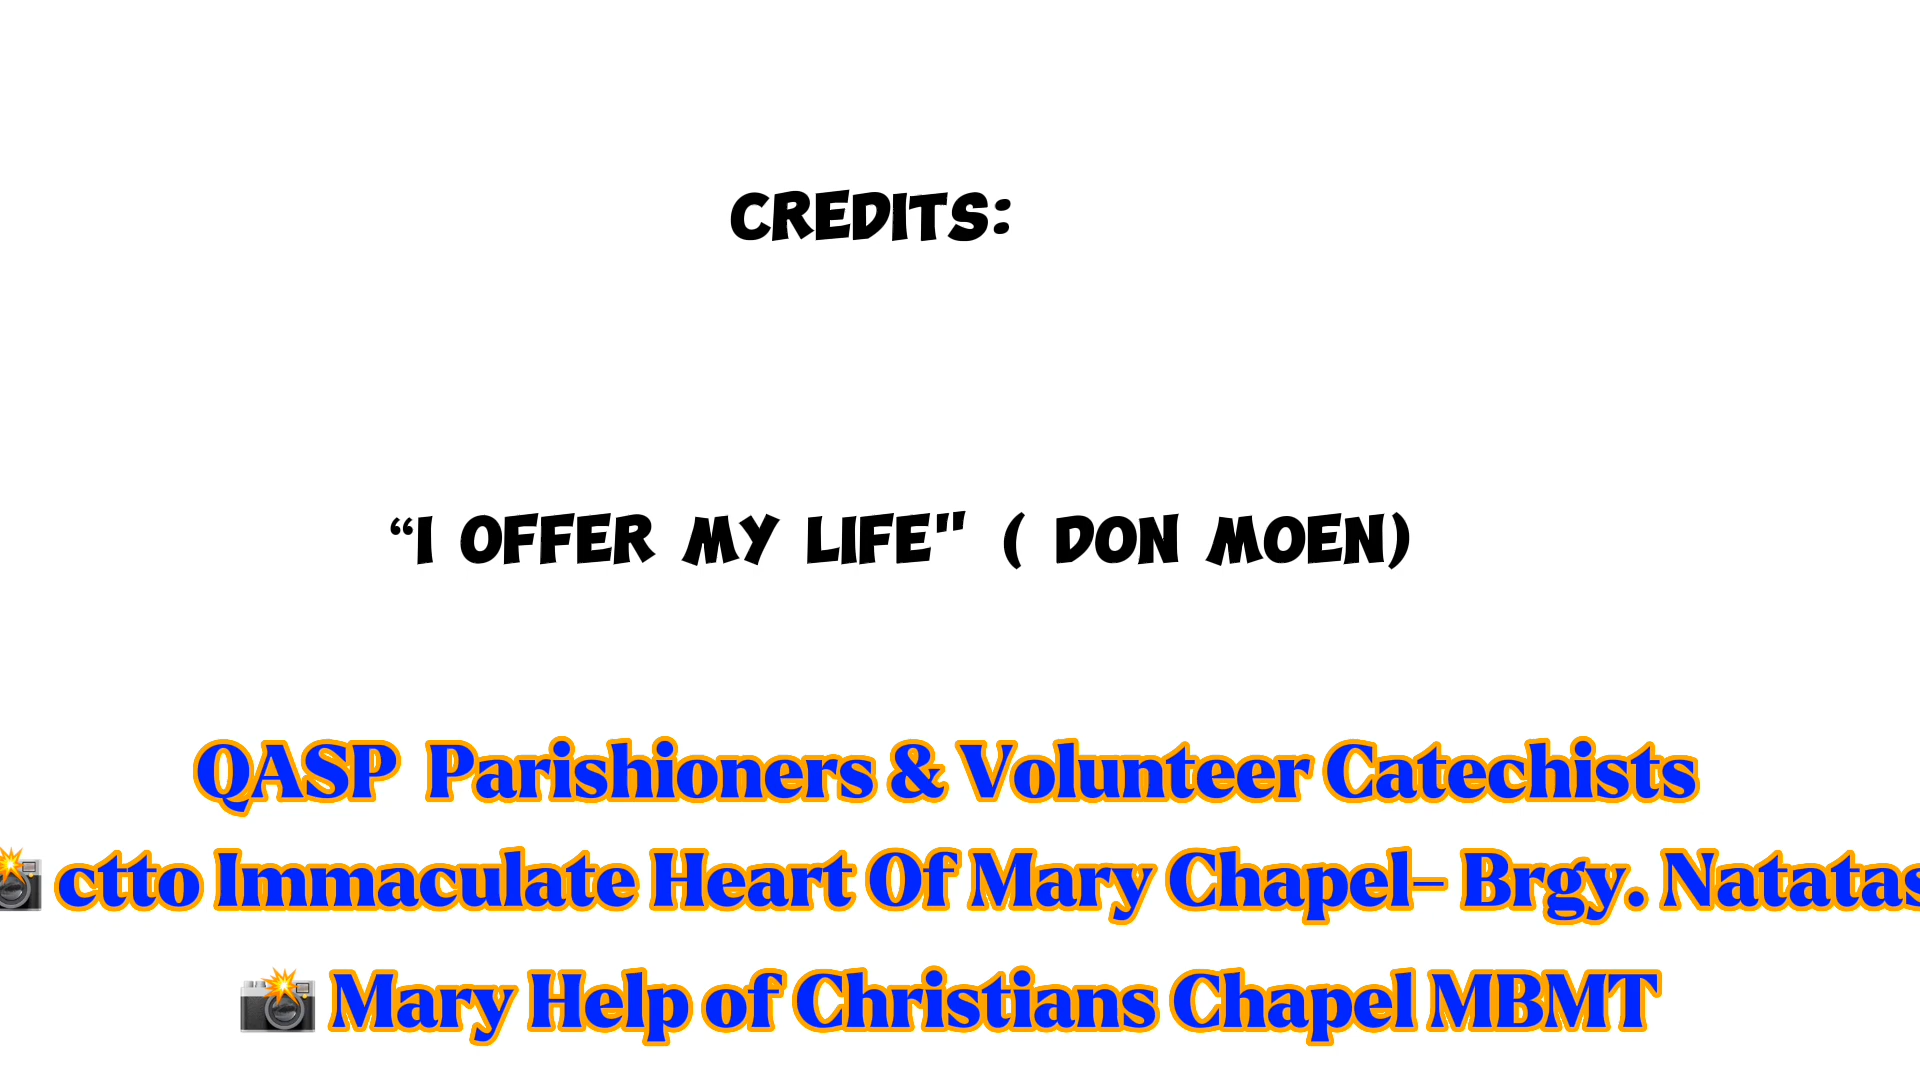 CREDITS:
“I OFFER MY LIFE" ( DON MOEN)
QASP Parishioners & Volunteer Catechists
📸 ctto Immaculate Heart Of Mary Chapel- Brgy. Natatas
📸 Mary Help of Christians Chapel MBMT